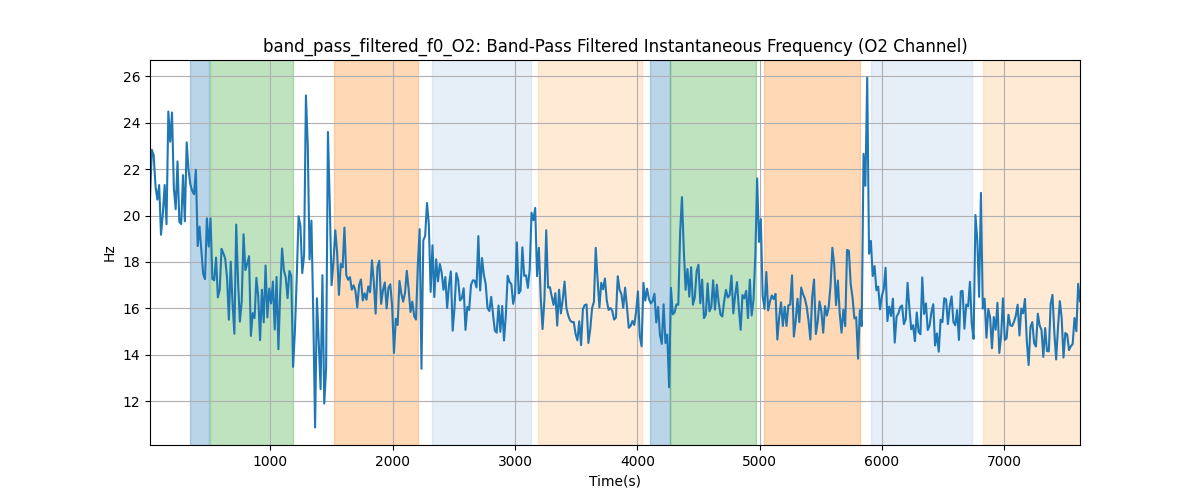 band_pass_filtered_f0_O2: Band-Pass Filtered Instantaneous Frequency (O2 Channel)
26
24
22
20
18
16
14
12
Hz
1000 2000 3000 4000 5000 6000 7000
Time(s)